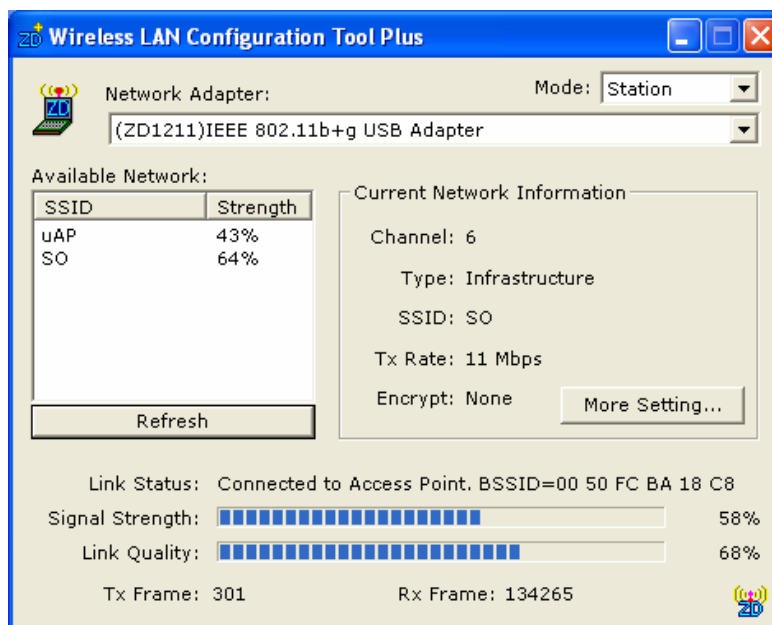 ZD Wireless LAN Configuration Tool Plus
Mode: Station
ZD
Network Adapter:
(ZD1211)IEEE 802.11b+g USB Adapter
Available Network:
SSID Strength
uAP 43%
SO 64%
Refresh
Current Network Information
Channel: 6
Type: Infrastructure
SSID: SO
Tx Rate: 11 Mbps
Encrypt: None
More Setting...
Link Status: Connected to Access Point. BSSID=00 50 FC BA 18 C8
Signal Strength: 58%
Link Quality: 68%
Tx Frame: 301 Rx Frame: 134265
ZD